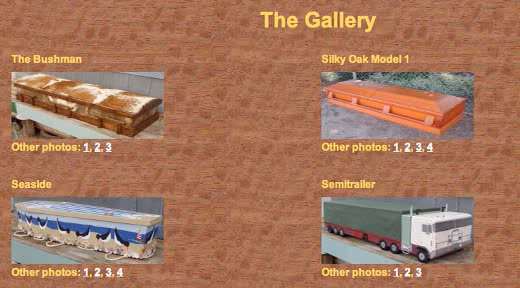 The Gallery
The Bushman
Silky Oak Model 1
Other photos: 1, 2, 3
Other photos: 1, 2, 3, 4
Seaside
Semitrailer
Other photos: 1, 2, 3, 4
Other photos: 1, 2, 3